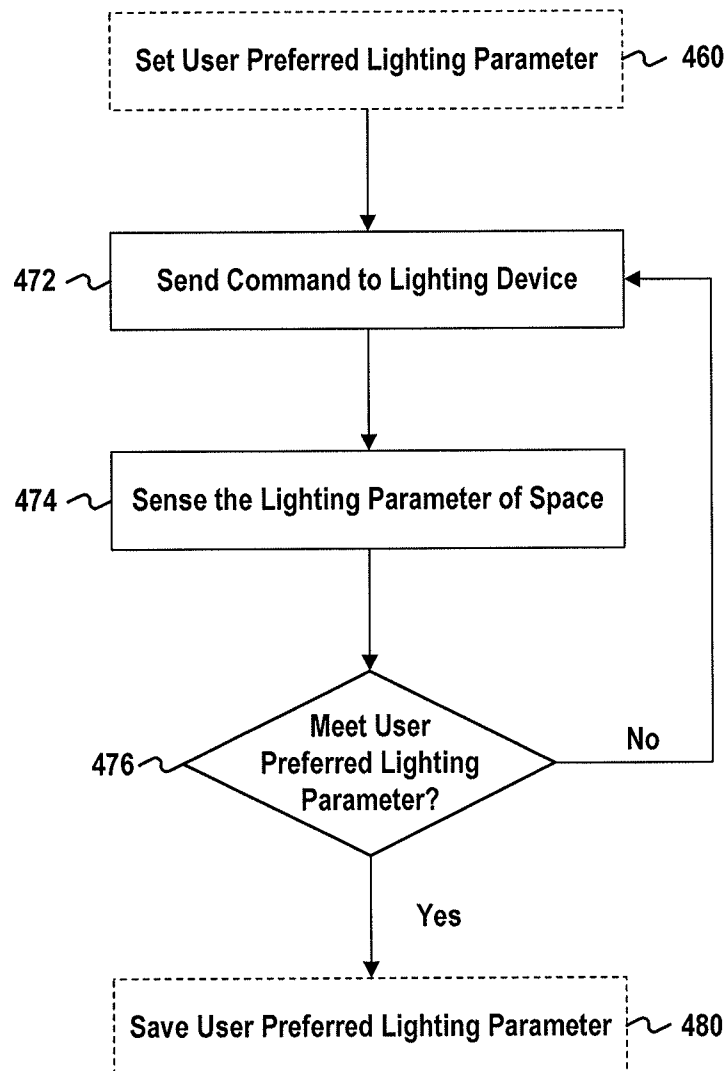 Set User Preferred Lighting Parameter 460
472 Send Command to Lighting Device
474 Sense the Lighting Parameter of Space
Meet User
476 Preferred Lighting
Parameter?
No
Yes
Save User Preferred Lighting Parameter 480